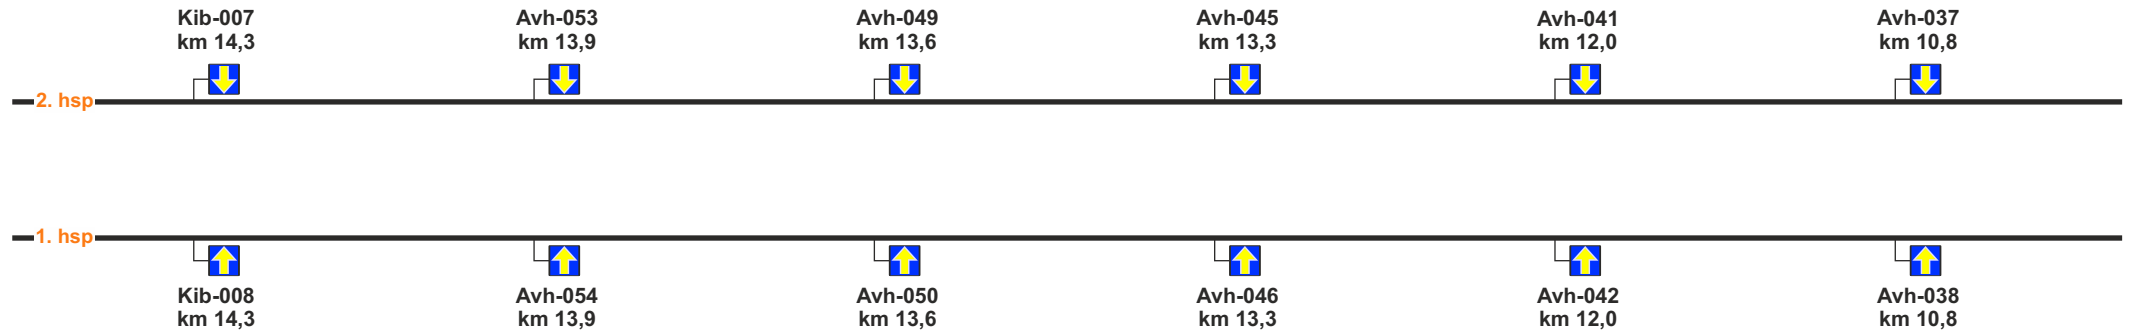 Kib-007 Avh-053 Avh-049 Avh-045 Avh-041 Avh-037
km 14,3 km 13,9 km 13,6 km 13,3 km 12,0 km 10,8
2. hsp
1. hsp
Kib-008 Avh-054 Avh-050 Avh-046 Avh-042 Avh-038
km 14,3 km 13,9 km 13,6 km 13,3 km 12,0 km 10,8